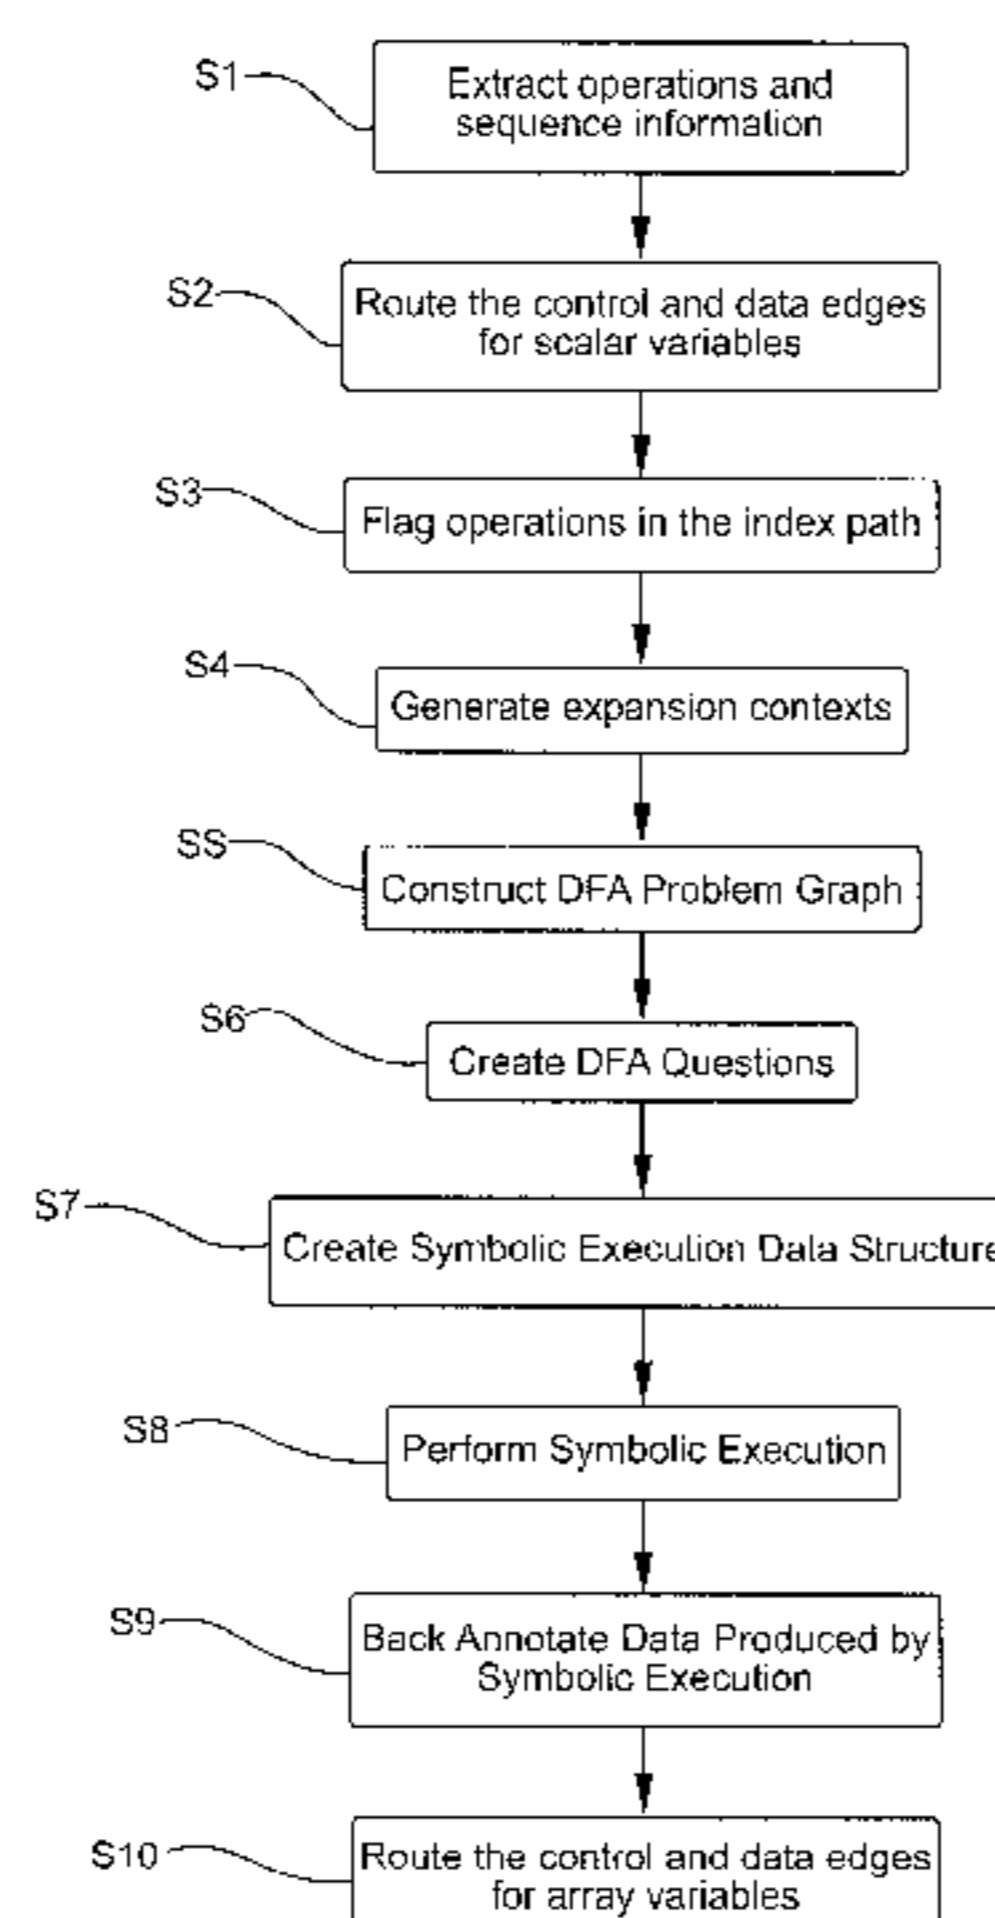 S1
Extract operations and
sequence information
S2
Route the control and data edges
for scalar variables
S3
Flag operations in the index path
S4
Generate expansion contexts
SS
Construct DFA Problem Graph
S6
Create DFA Questions
S7
Create Symbolic Execution Data Structure
S8
Perform Symbolic Execution
S9
Back Annotate Data Produced by
Symbolic Execution
S10
Route the control and data edges
for array variables